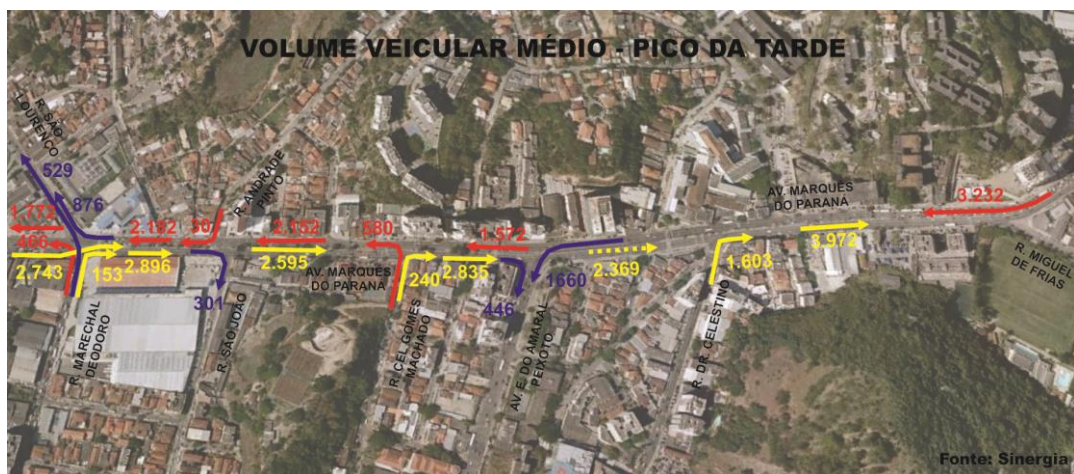 VOLUME VEICULAR MÉDIO - PICO DA TARDE
R. SÃO
LOURENÇO
529
876
1.772
466
2.743
153
2.896
2.182
30
R. ANDRADE
PINTO
2.152
2.595
301
R. SÃO JOÃO
R. MARECHAL
DEODORO
AV. MARQUES
DO PARANÁ
580
240
R. CEL GOMES
MACHADO
2.835
1.572
446
1660
AV. E. DO AMARAL
PEIXOTO
2.369
1.603
R. DR. CELESTINO
AV. MARQUES
DO PARANÁ
3.972
3.232
R. MIGUEL
DE FRIAS
Fonte: Sinergia